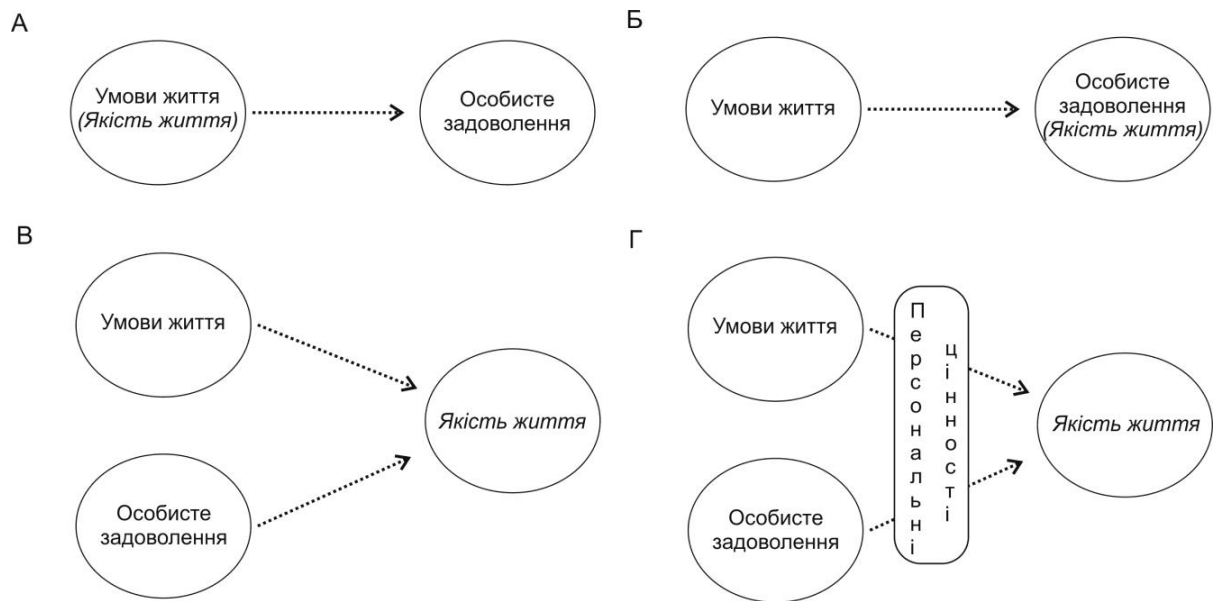 А
Умови життя
(Якість життя)
Особисте
задоволення
Б
Умови життя
Особисте
задоволення
(Якість життя)
В
Умови життя
Особисте
задоволення
Якість життя
Г
Умови життя
Особисте
задоволення
Персональні
цінності
Якість життя